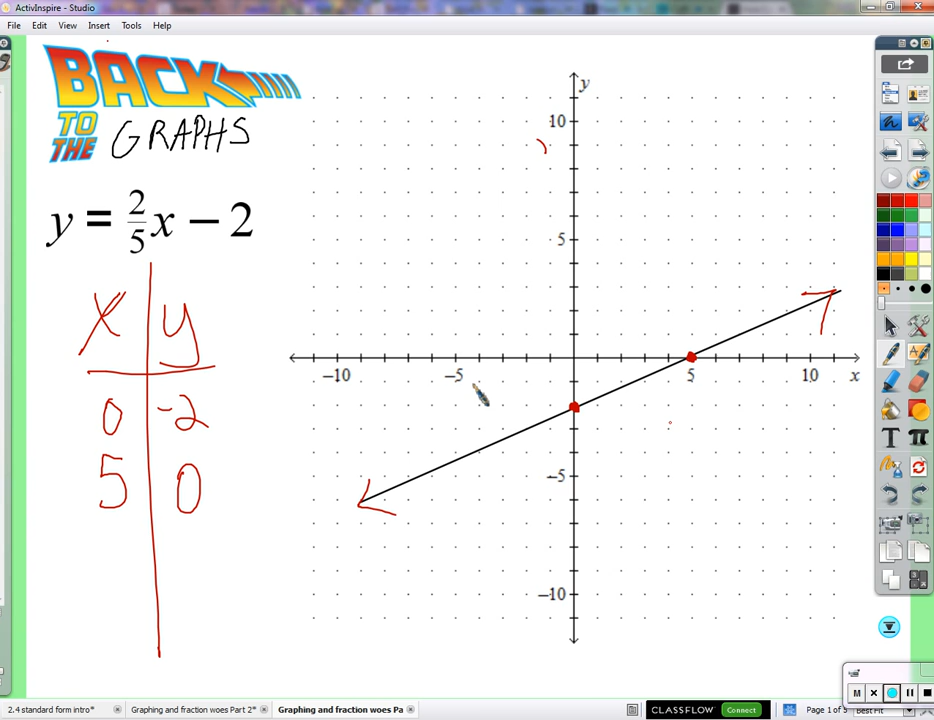 ActivInspire - Studio
File Edit View Insert Tools Help
BACK
TO
THE GRAPHS
y = 2/5 x − 2
x y
0 -2
5 0
y
10
5
−10 −5 5 10 x
−5
−10
T π
M
2.4 standard form intro* Graphing and fraction woes Part 2* Graphing and fraction woes Pa CLASSFLOW Connect Page 1 of 5 Best Fit